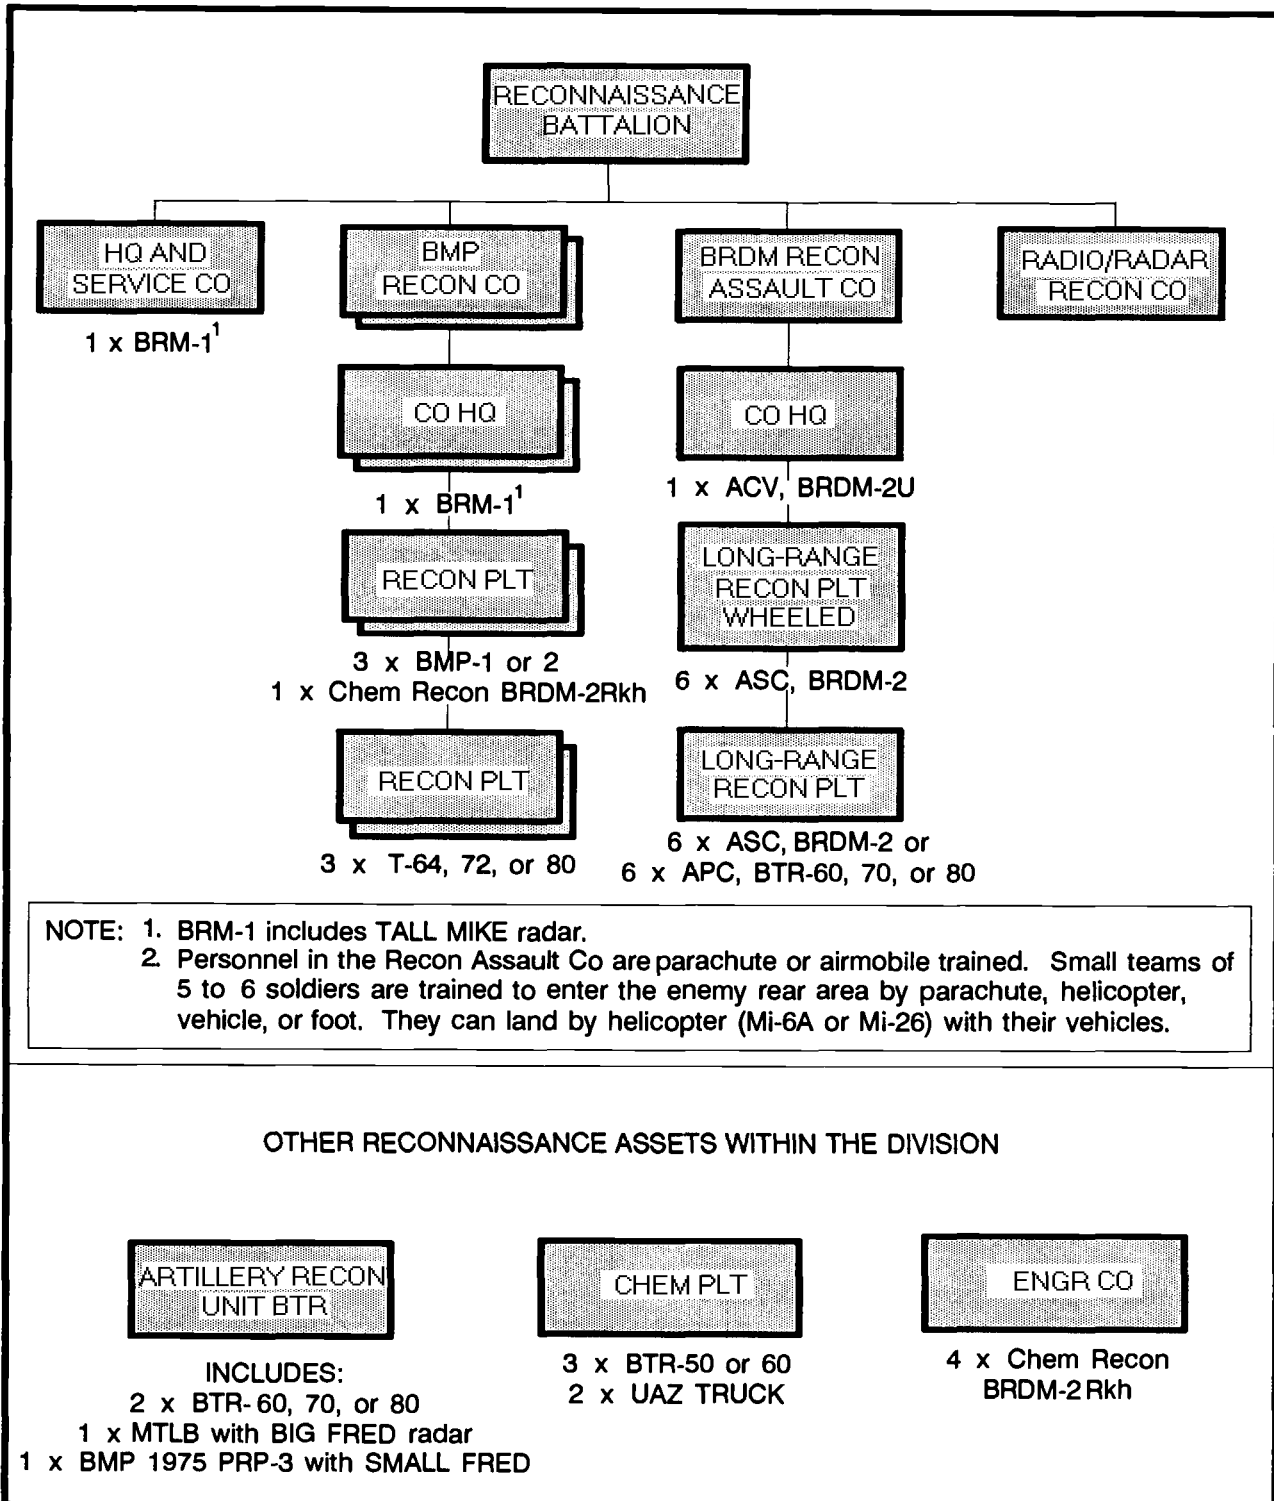 RECONNAISSANCE
BATTALION
HQ AND
SERVICE CO
1 x BRM-1¹
BMP
RECON CO
CO HQ
1 x BRM-1¹
RECON PLT
3 x BMP-1 or 2
1 x Chem Recon BRDM-2Rkh
RECON PLT
3 x T-64, 72, or 80
BRDM RECON
ASSAULT CO
CO HQ
1 x ACV, BRDM-2U
LONG-RANGE
RECON PLT
WHEELED
6 x ASC, BRDM-2
LONG-RANGE
RECON PLT
6 x ASC, BRDM-2 or
6 x APC, BTR-60, 70, or 80
RADIO/RADAR
RECON CO
NOTE: 1. BRM-1 includes TALL MIKE radar.
2. Personnel in the Recon Assault Co are parachute or airmobile trained. Small teams of
5 to 6 soldiers are trained to enter the enemy rear area by parachute, helicopter,
vehicle, or foot. They can land by helicopter (Mi-6A or Mi-26) with their vehicles.
OTHER RECONNAISSANCE ASSETS WITHIN THE DIVISION
ARTILLERY RECON
UNIT BTR
INCLUDES:
2 x BTR-60, 70, or 80
1 x MTLB with BIG FRED radar
1 x BMP 1975 PRP-3 with SMALL FRED
CHEM PLT
3 x BTR-50 or 60
2 x UAZ TRUCK
ENGR CO
4 x Chem Recon
BRDM-2 Rkh